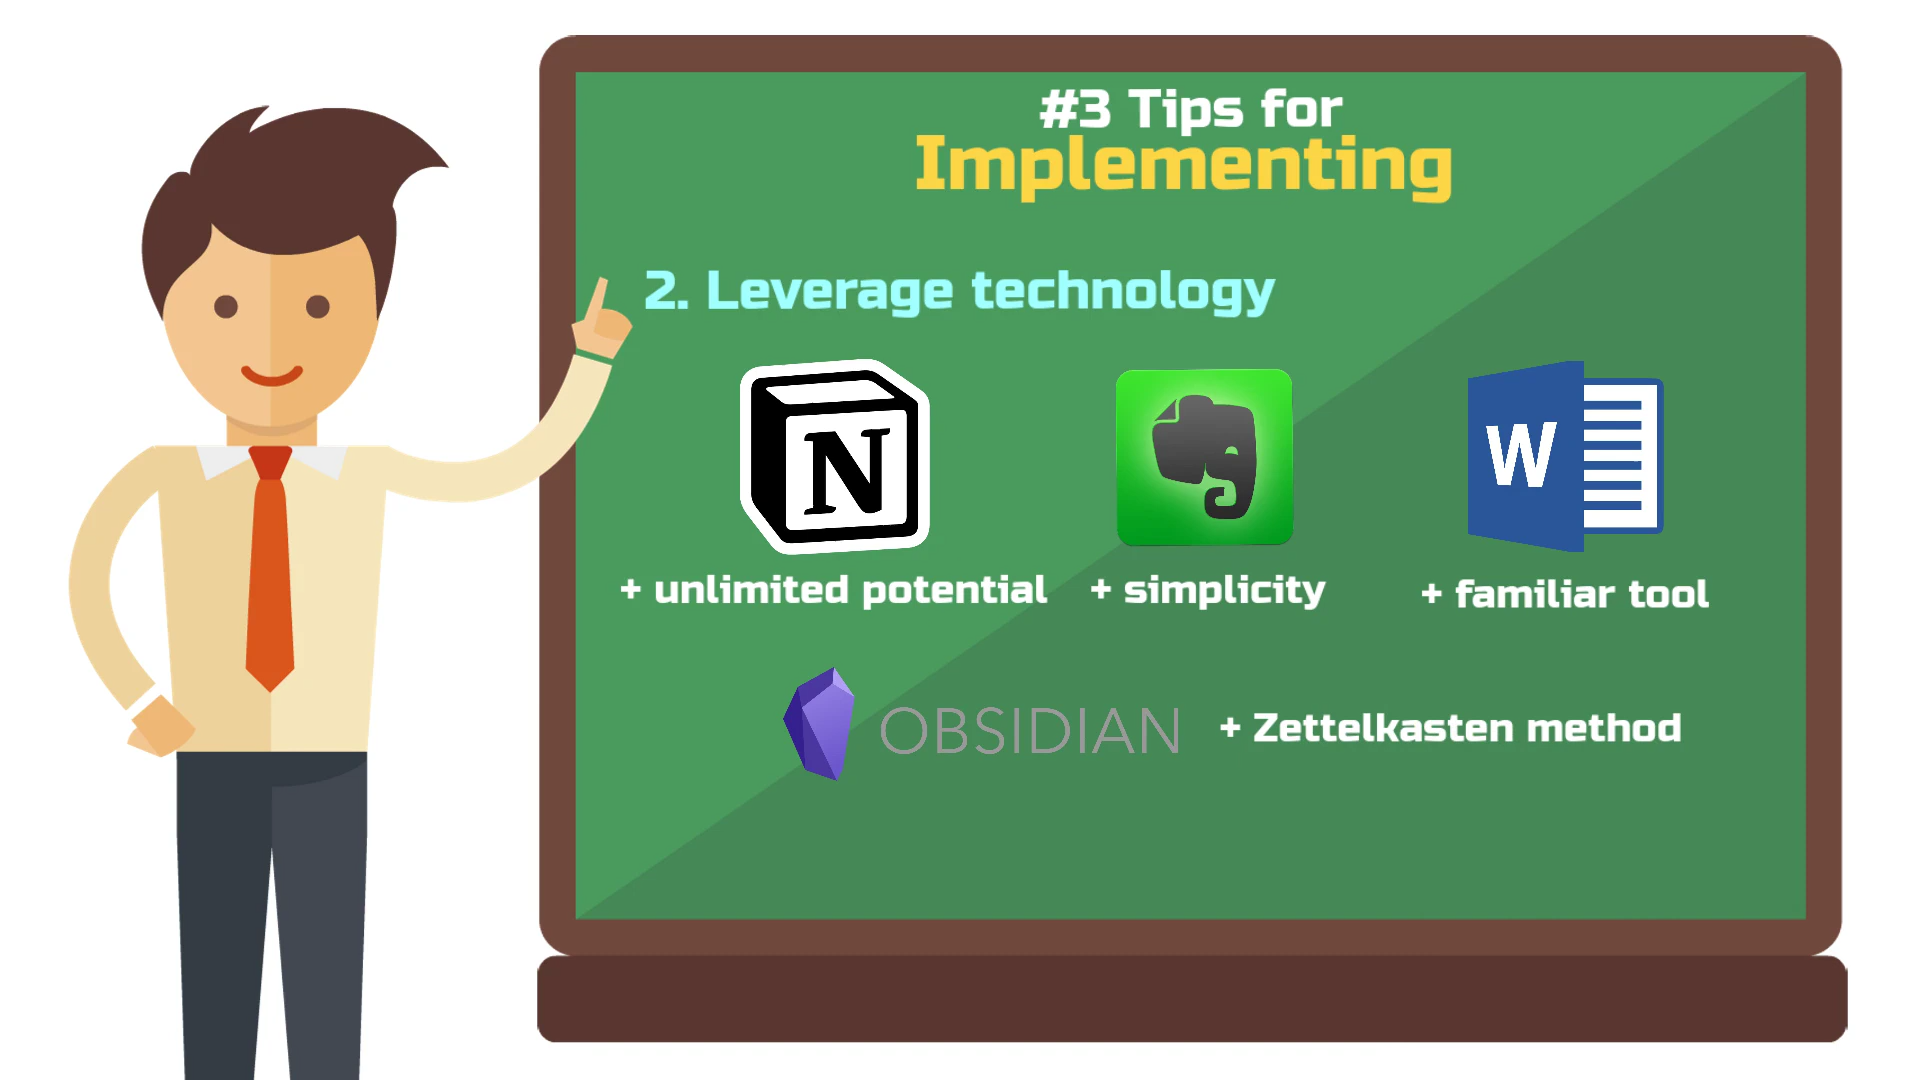 #3 Tips for
Implementing
2. Leverage technology
N
W
+ unlimited potential
+ simplicity
+ familiar tool
OBSIDIAN
+ Zettelkasten method